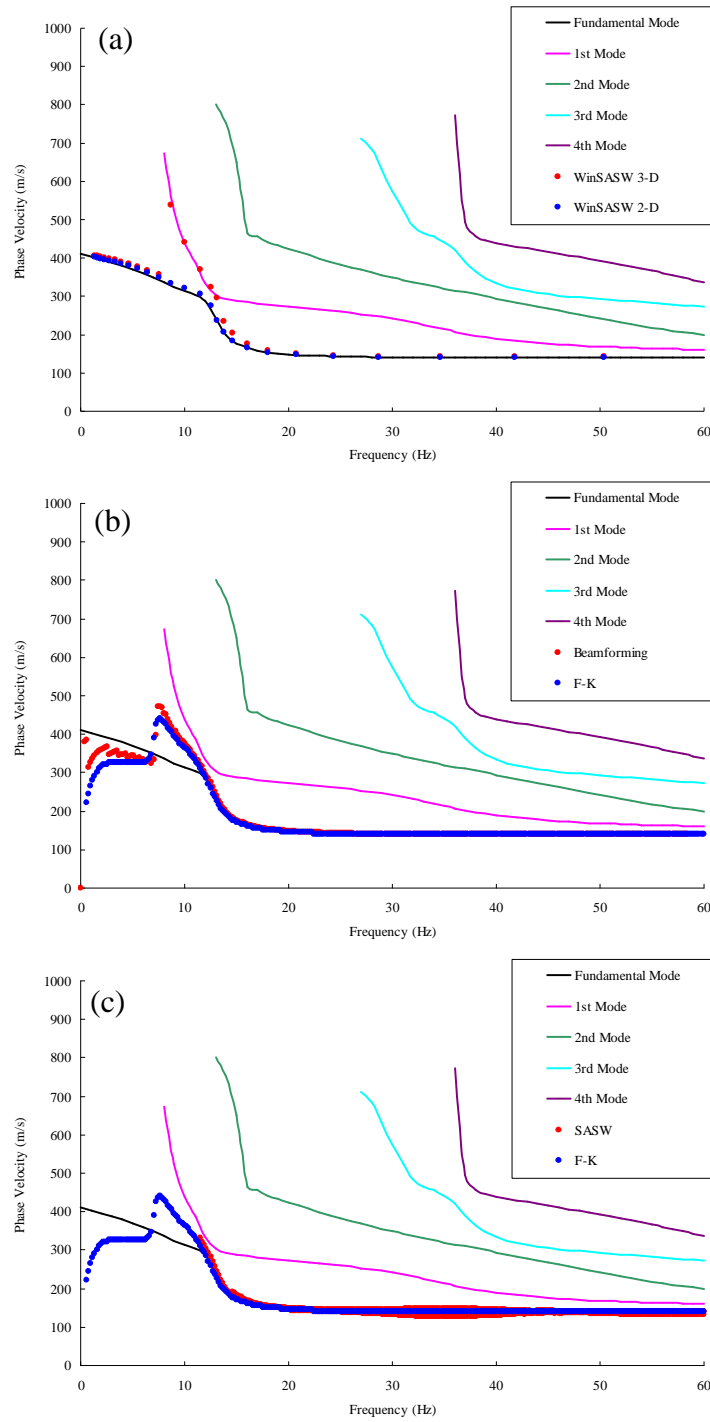 (a)
1000
900
800
700
600
500
400
300
200
100
0
Phase Velocity (m/s)
0 10 20 30 40 50 60
Frequency (Hz)
Fundamental Mode
1st Mode
2nd Mode
3rd Mode
4th Mode
WinSASW 3-D
WinSASW 2-D
(b)
1000
900
800
700
600
500
400
300
200
100
0
Phase Velocity (m/s)
0 10 20 30 40 50 60
Frequency (Hz)
Fundamental Mode
1st Mode
2nd Mode
3rd Mode
4th Mode
Beamforming
F-K
(c)
1000
900
800
700
600
500
400
300
200
100
0
Phase Velocity (m/s)
0 10 20 30 40 50 60
Frequency (Hz)
Fundamental Mode
1st Mode
2nd Mode
3rd Mode
4th Mode
SASW
F-K